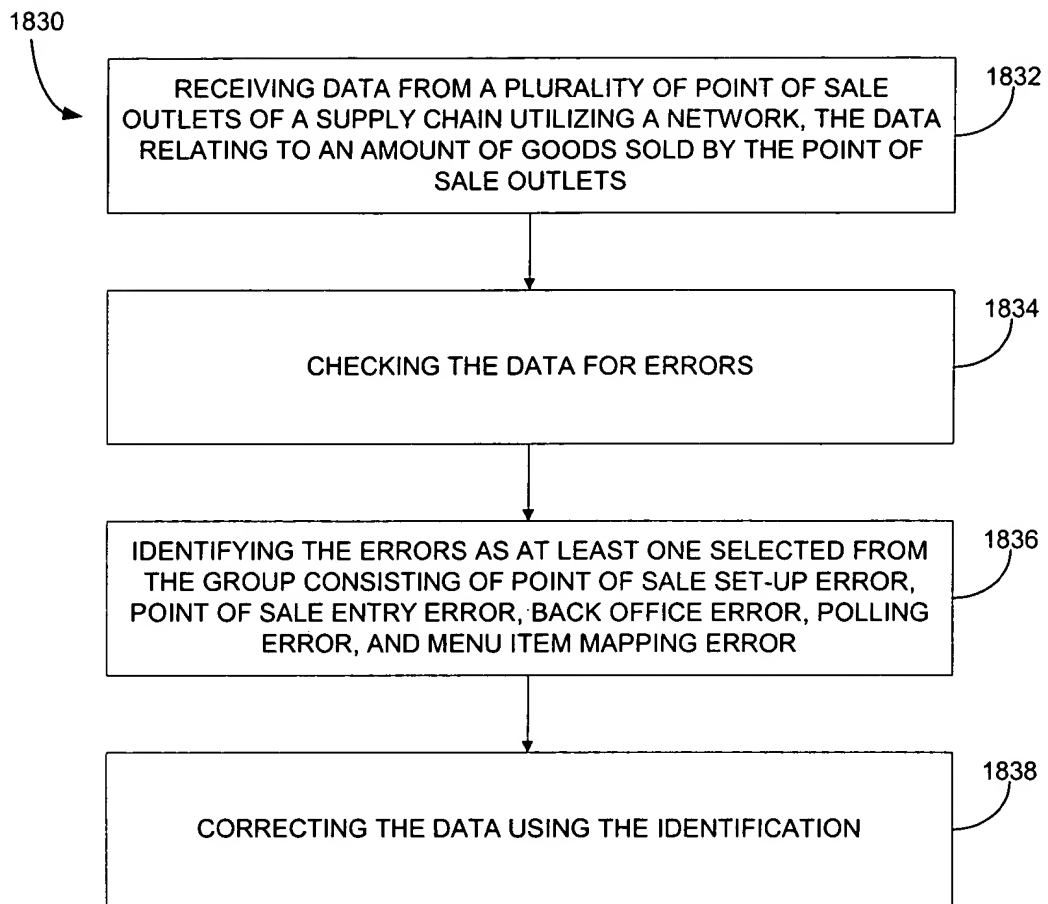 1830
1832
RECEIVING DATA FROM A PLURALITY OF POINT OF SALE
OUTLETS OF A SUPPLY CHAIN UTILIZING A NETWORK, THE DATA
RELATING TO AN AMOUNT OF GOODS SOLD BY THE POINT OF
SALE OUTLETS
1834
CHECKING THE DATA FOR ERRORS
1836
IDENTIFYING THE ERRORS AS AT LEAST ONE SELECTED FROM
THE GROUP CONSISTING OF POINT OF SALE SET-UP ERROR,
POINT OF SALE ENTRY ERROR, BACK OFFICE ERROR, POLLING
ERROR, AND MENU ITEM MAPPING ERROR
1838
CORRECTING THE DATA USING THE IDENTIFICATION